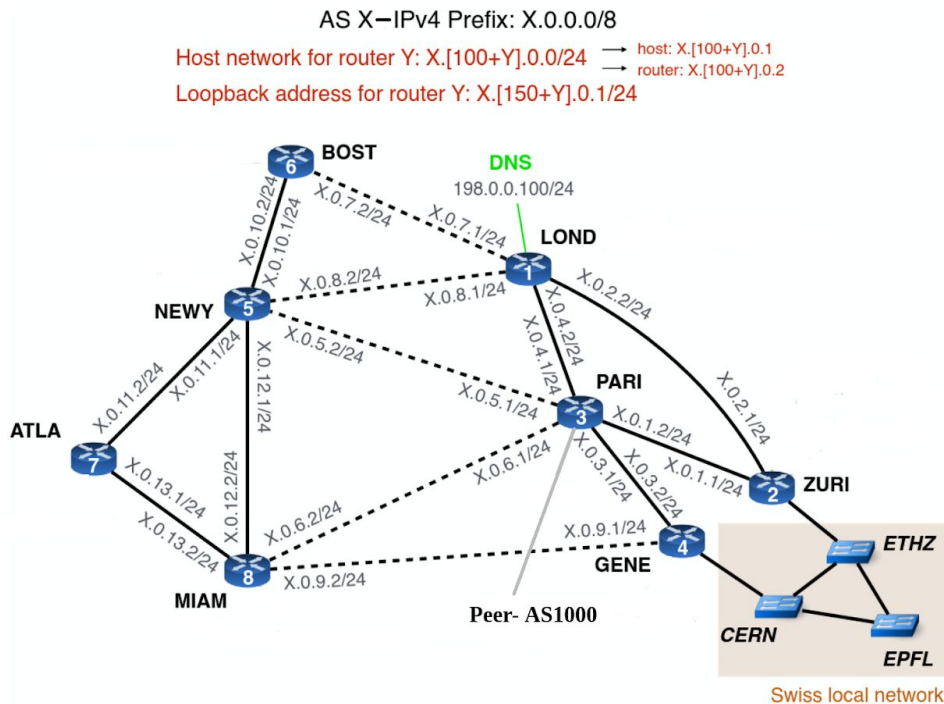 AS X–IPv4 Prefix: X.0.0.0/8
Host network for router Y: X.[100+Y].0.0/24
host: X.[100+Y].0.1
router: X.[100+Y].0.2
Loopback address for router Y: X.[150+Y].0.1/24
BOST
6
DNS
198.0.0.100/24
X.0.7.2/24
X.0.7.1/24
X.0.10.2/24
X.0.10.1/24
LOND
1
X.0.2.2/24
X.0.8.2/24
X.0.8.1/24
NEWY
5
X.0.4.2/24
X.0.4.1/24
X.0.5.2/24
X.0.5.1/24
X.0.11.2/24
X.0.11.1/24
X.0.12.1/24
PARI
3
X.0.2.1/24
X.0.1.2/24
X.0.1.1/24
ATLA
7
X.0.6.1/24
X.0.3.1/24
X.0.3.2/24
ZURI
2
X.0.13.1/24
X.0.13.2/24
X.0.12.2/24
X.0.6.2/24
X.0.9.1/24
GENE
4
ETHZ
8
MIAM
X.0.9.2/24
Peer- AS1000
CERN
EPFL
Swiss local network